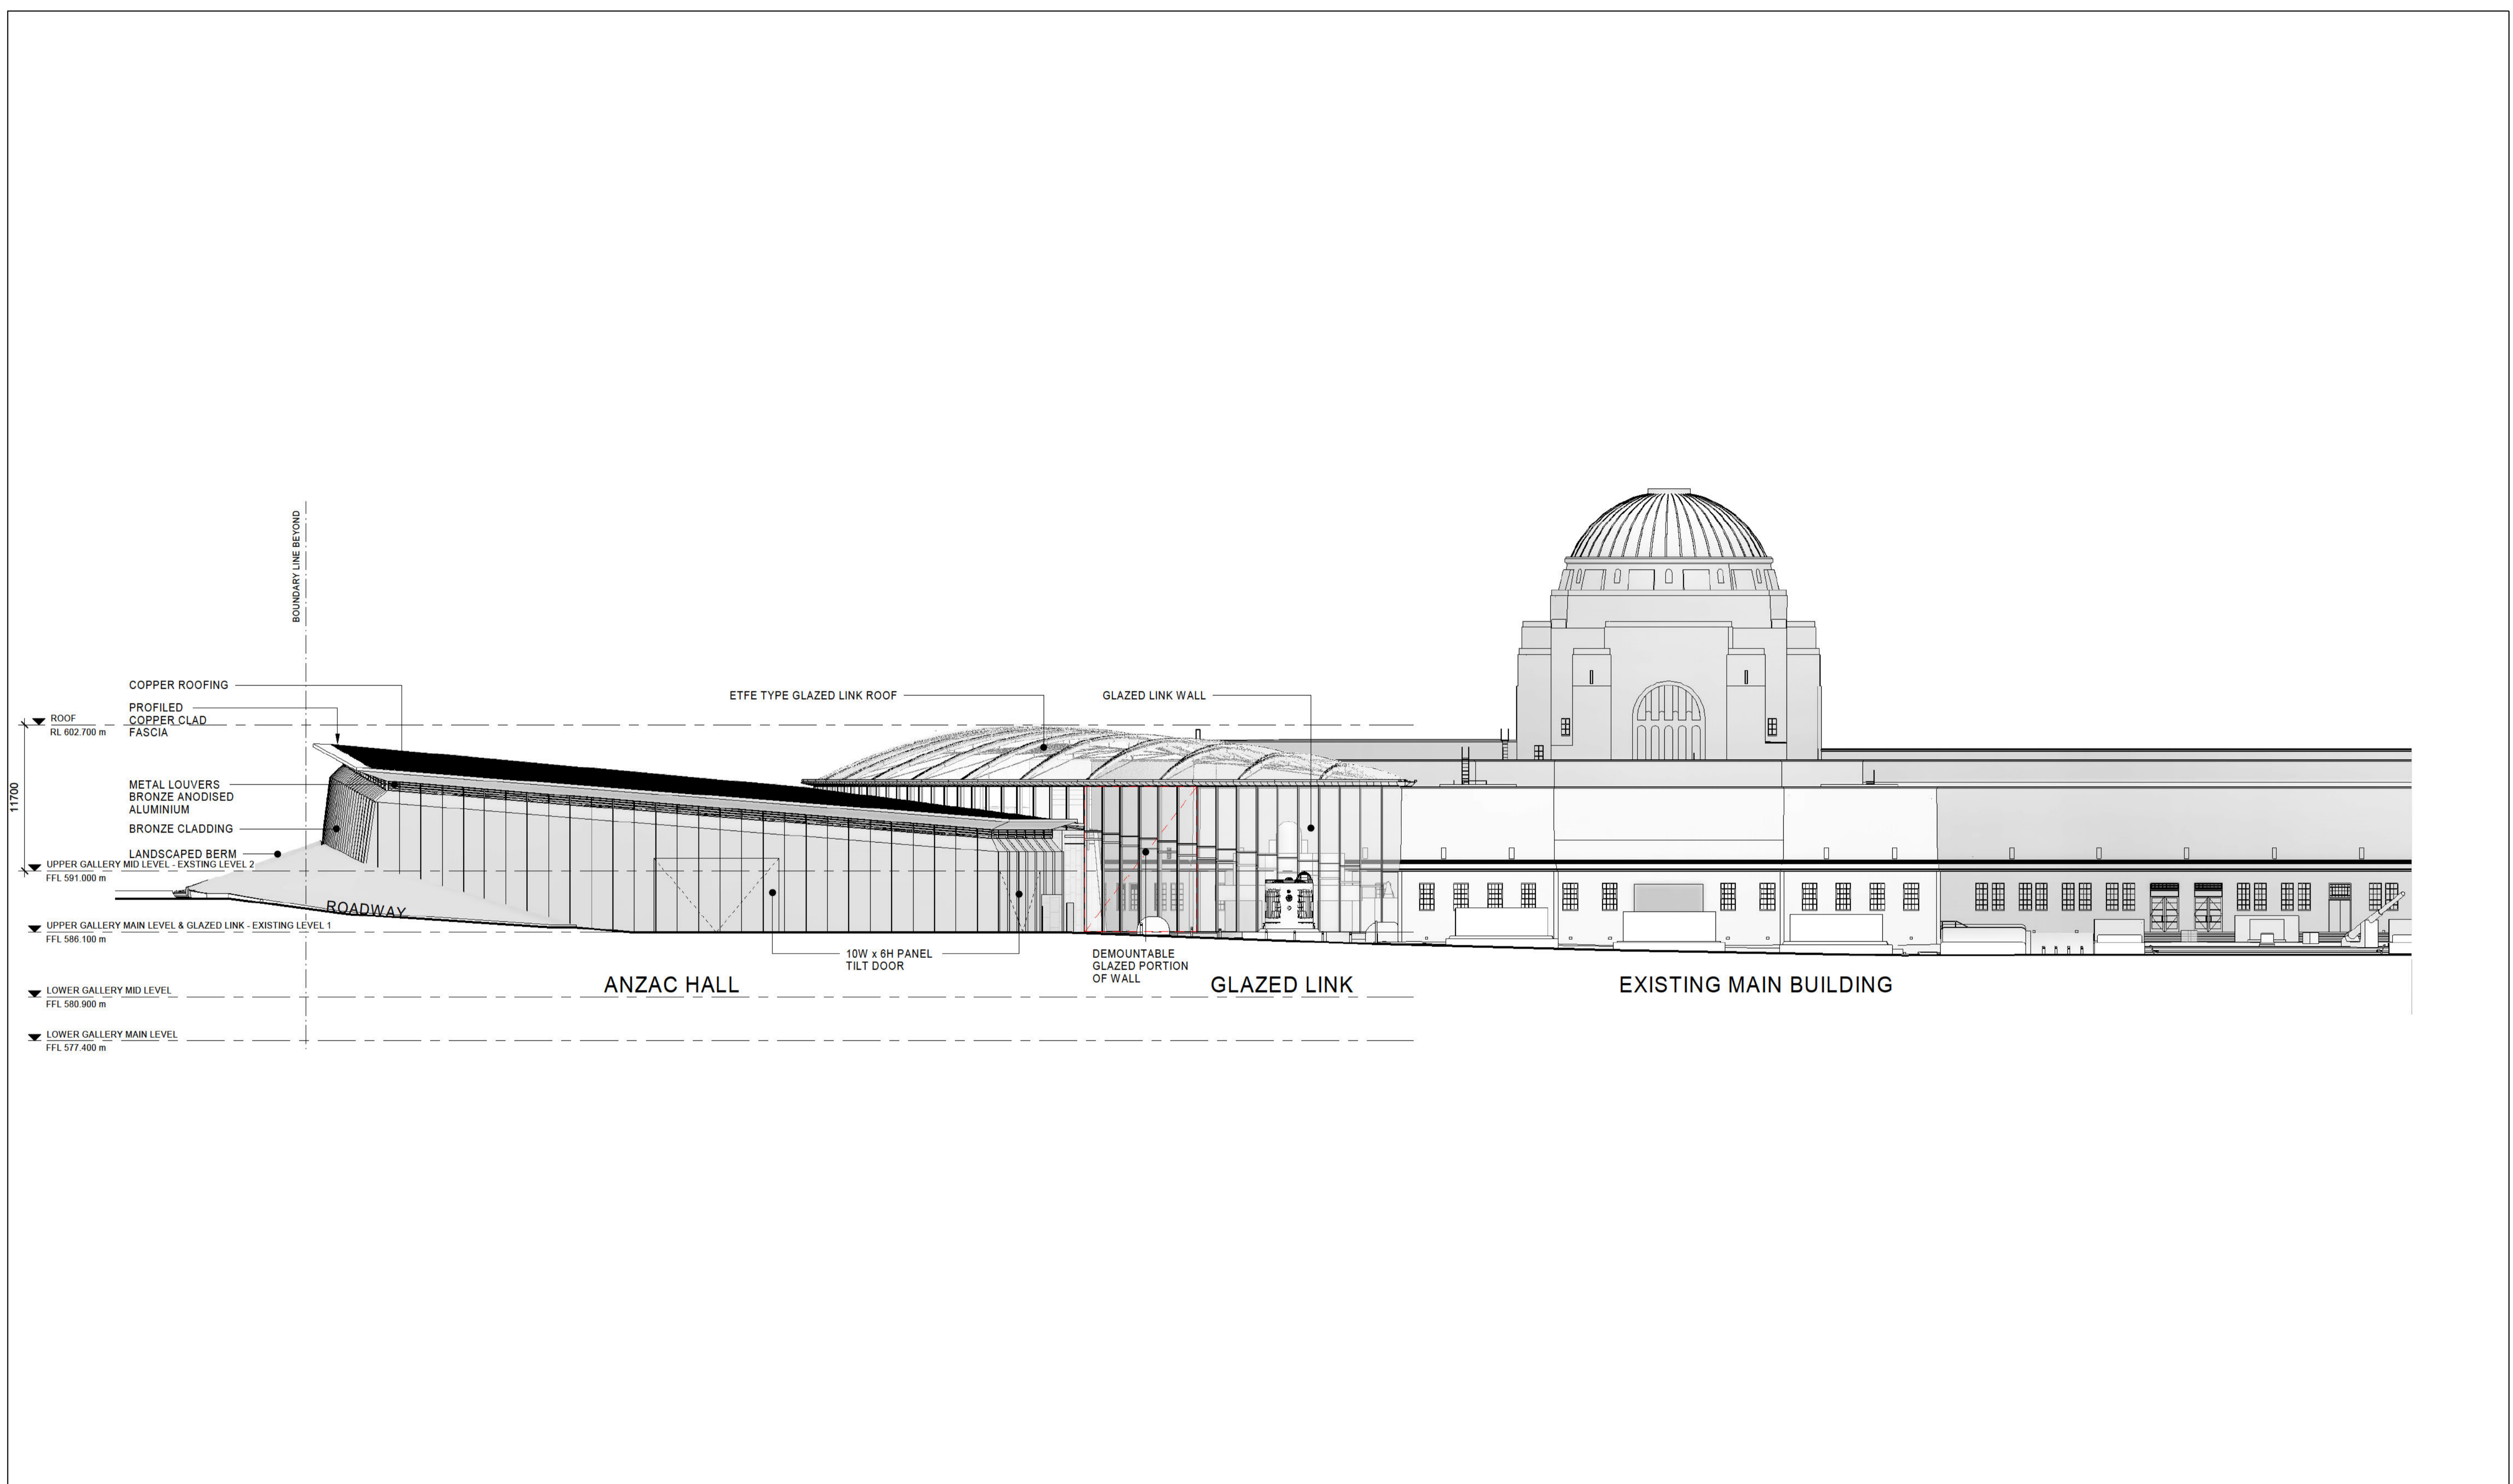 BOUNDARY LINE BEYOND
COPPER ROOFING
PROFILED
COPPER CLAD
FASCIA
ROOF
RL 602.700 m
ETFE TYPE GLAZED LINK ROOF
GLAZED LINK WALL
11700
METAL LOUVERS
BRONZE ANODISED
ALUMINIUM
BRONZE CLADDING
LANDSCAPED BERM
UPPER GALLERY MID LEVEL - EXSTING LEVEL 2
FFL 591.000 m
ROADWAY
UPPER GALLERY MAIN LEVEL & GLAZED LINK - EXISTING LEVEL 1
FFL 586.100 m
10W x 6H PANEL
TILT DOOR
DEMOUNTABLE
GLAZED PORTION
OF WALL
ANZAC HALL
GLAZED LINK
EXISTING MAIN BUILDING
LOWER GALLERY MID LEVEL
FFL 580.900 m
LOWER GALLERY MAIN LEVEL
FFL 577.400 m